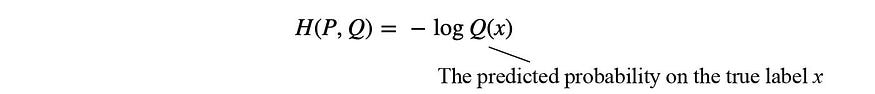 H(P, Q) = − log Q(x)
The predicted probability on the true label x